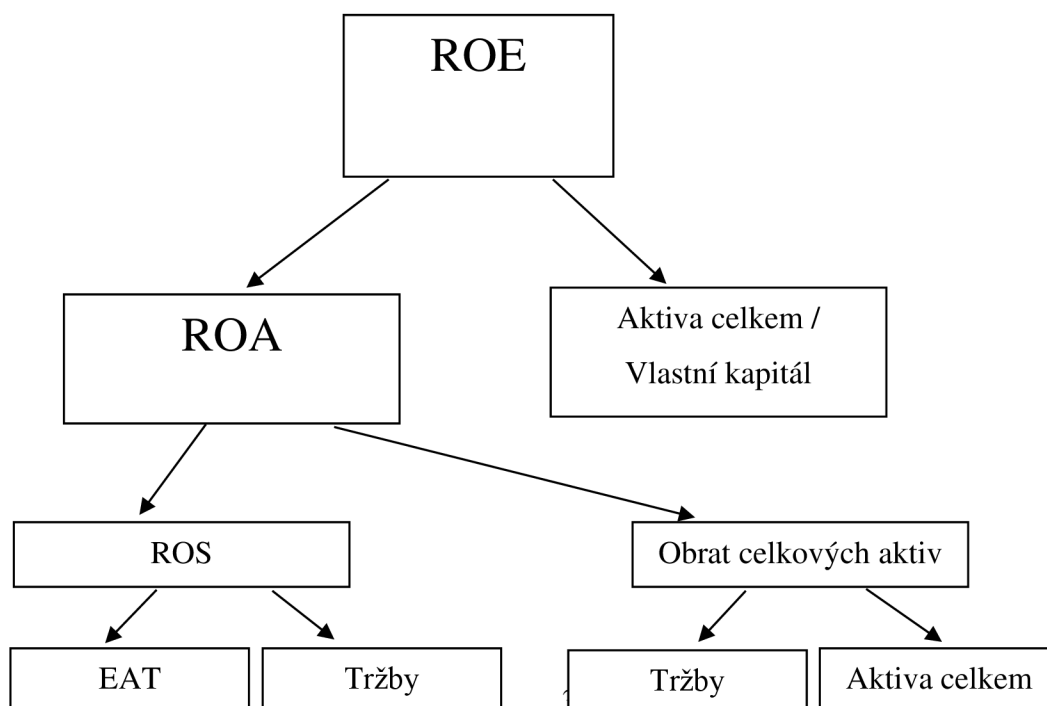 ROE
ROA
Aktiva celkem /
Vlastní kapitál
ROS
Obrat celkových aktiv
EAT
Tržby
Tržby
Aktiva celkem